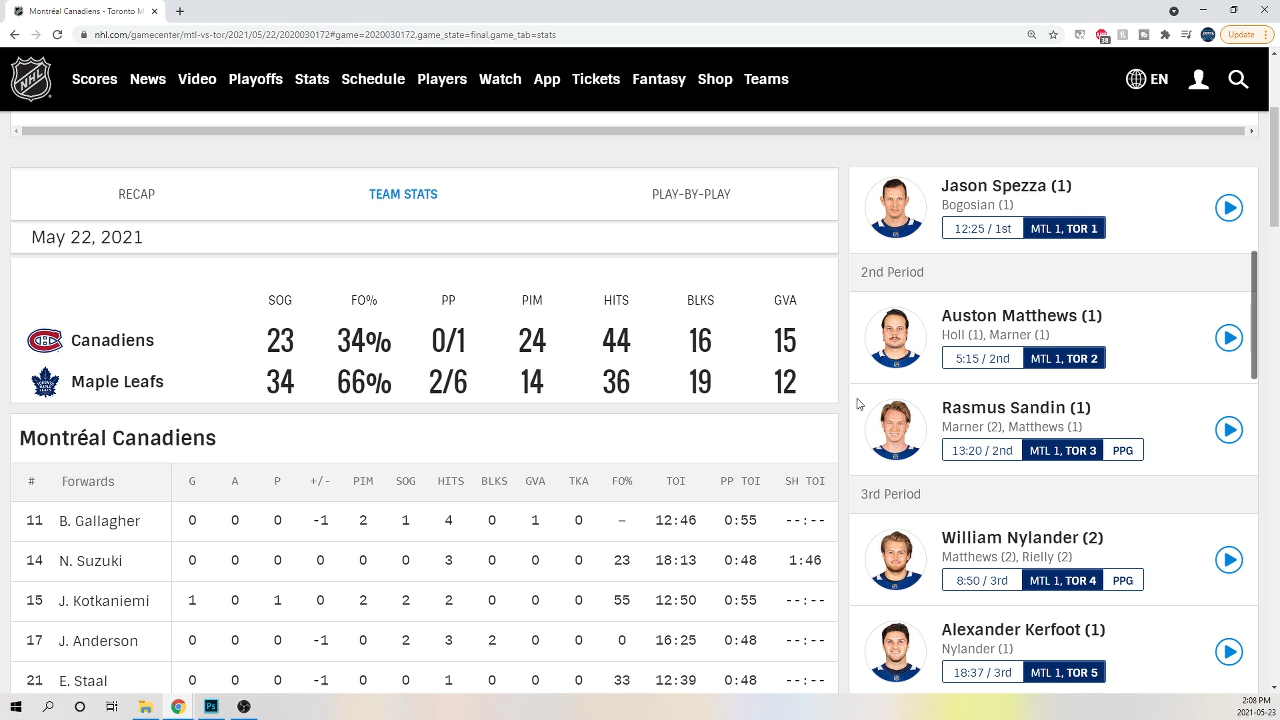 Montréal Canadiens - Toronto M
nhl.com/gamecenter/mtl-vs-tor/2021/05/22/2020030172#game=2020030172,game_state=final,game_tab=stats
38
Update
NHL
Scores News Video Playoffs Stats Schedule Players Watch App Tickets Fantasy Shop Teams
EN
RECAP TEAM STATS PLAY-BY-PLAY
May 22, 2021
SOG FO% PP PIM HITS BLKS GVA
Canadiens 23 34% 0/1 24 44 16 15
Maple Leafs 34 66% 2/6 14 36 19 12
Montréal Canadiens
# Forwards G A P +/- PIM SOG HITS BLKS GVA TKA FO% TOI PP TOI SH TOI
11 B. Gallagher 0 0 0 -1 2 1 4 0 1 0 – 12:46 0:55 --:--
14 N. Suzuki 0 0 0 0 0 0 3 0 0 0 23 18:13 0:48 1:46
15 J. Kotkaniemi 1 0 1 0 2 2 2 0 0 0 55 12:50 0:55 --:--
17 J. Anderson 0 0 0 -1 0 2 3 2 0 0 0 16:25 0:48 --:--
21 E. Staal 0 0 0 -1 0 0 1 0 0 0 33 12:39 0:48 --:--
Jason Spezza (1)
Bogosian (1)
12:25 / 1st MTL 1, TOR 1
2nd Period
Auston Matthews (1)
Holl (1), Marner (1)
5:15 / 2nd MTL 1, TOR 2
Rasmus Sandin (1)
Marner (2), Matthews (1)
13:20 / 2nd MTL 1, TOR 3 PPG
3rd Period
William Nylander (2)
Matthews (2), Rielly (2)
8:50 / 3rd MTL 1, TOR 4 PPG
Alexander Kerfoot (1)
Nylander (1)
18:37 / 3rd MTL 1, TOR 5
Ps
2:08 PM
2021-05-23